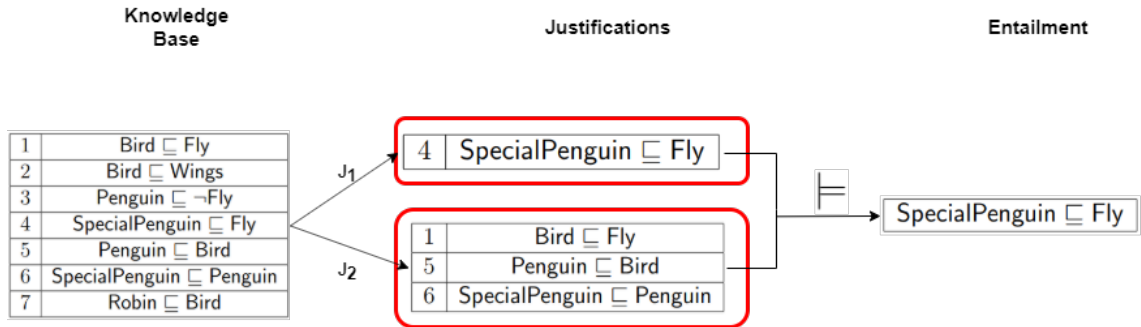 Knowledge
Base
Justifications
Entailment
1 Bird ⊑ Fly
2 Bird ⊑ Wings
3 Penguin ⊑ ¬Fly
4 SpecialPenguin ⊑ Fly
5 Penguin ⊑ Bird
6 SpecialPenguin ⊑ Penguin
7 Robin ⊑ Bird
J1
J2
4 SpecialPenguin ⊑ Fly
1 Bird ⊑ Fly
5 Penguin ⊑ Bird
6 SpecialPenguin ⊑ Penguin
⊨
SpecialPenguin ⊑ Fly